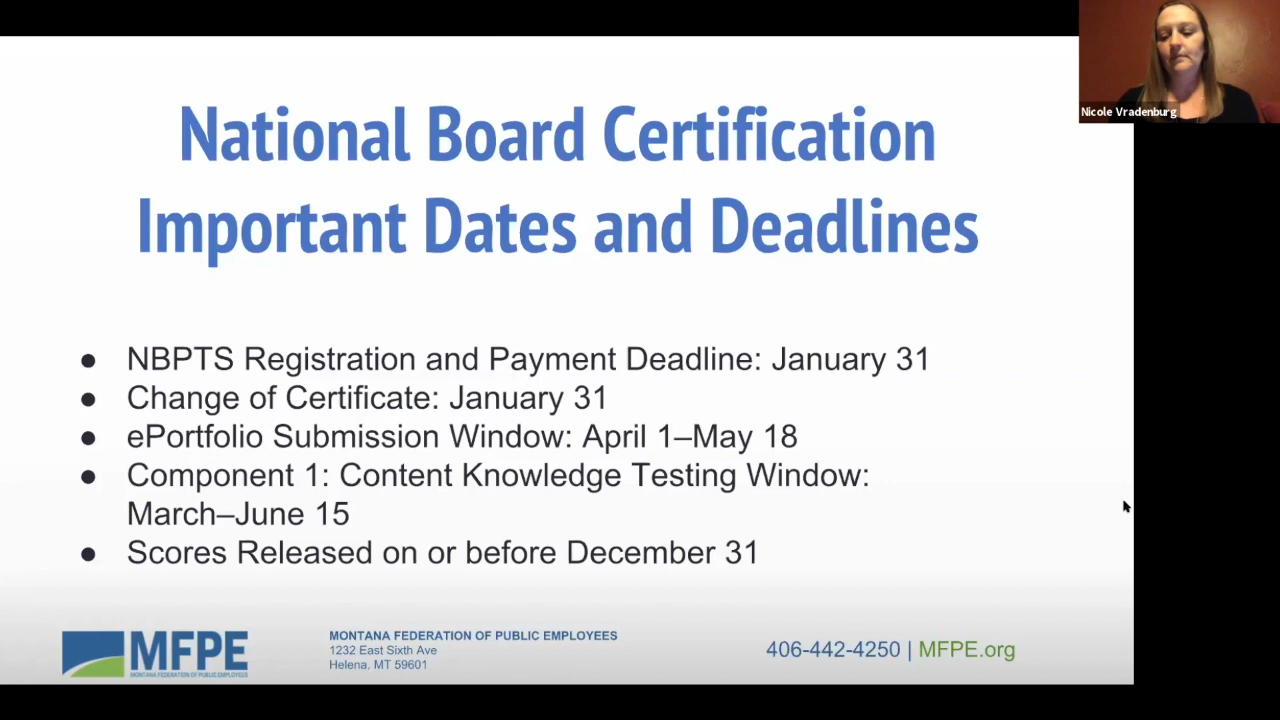 Nicole Vradenburg
National Board Certification
Important Dates and Deadlines
● NBPTS Registration and Payment Deadline: January 31
● Change of Certificate: January 31
● ePortfolio Submission Window: April 1–May 18
● Component 1: Content Knowledge Testing Window:
March–June 15
● Scores Released on or before December 31
MFPE
MONTANA FEDERATION OF PUBLIC EMPLOYEES
MONTANA FEDERATION OF PUBLIC EMPLOYEES
1232 East Sixth Ave
Helena, MT 59601
406-442-4250 | MFPE.org